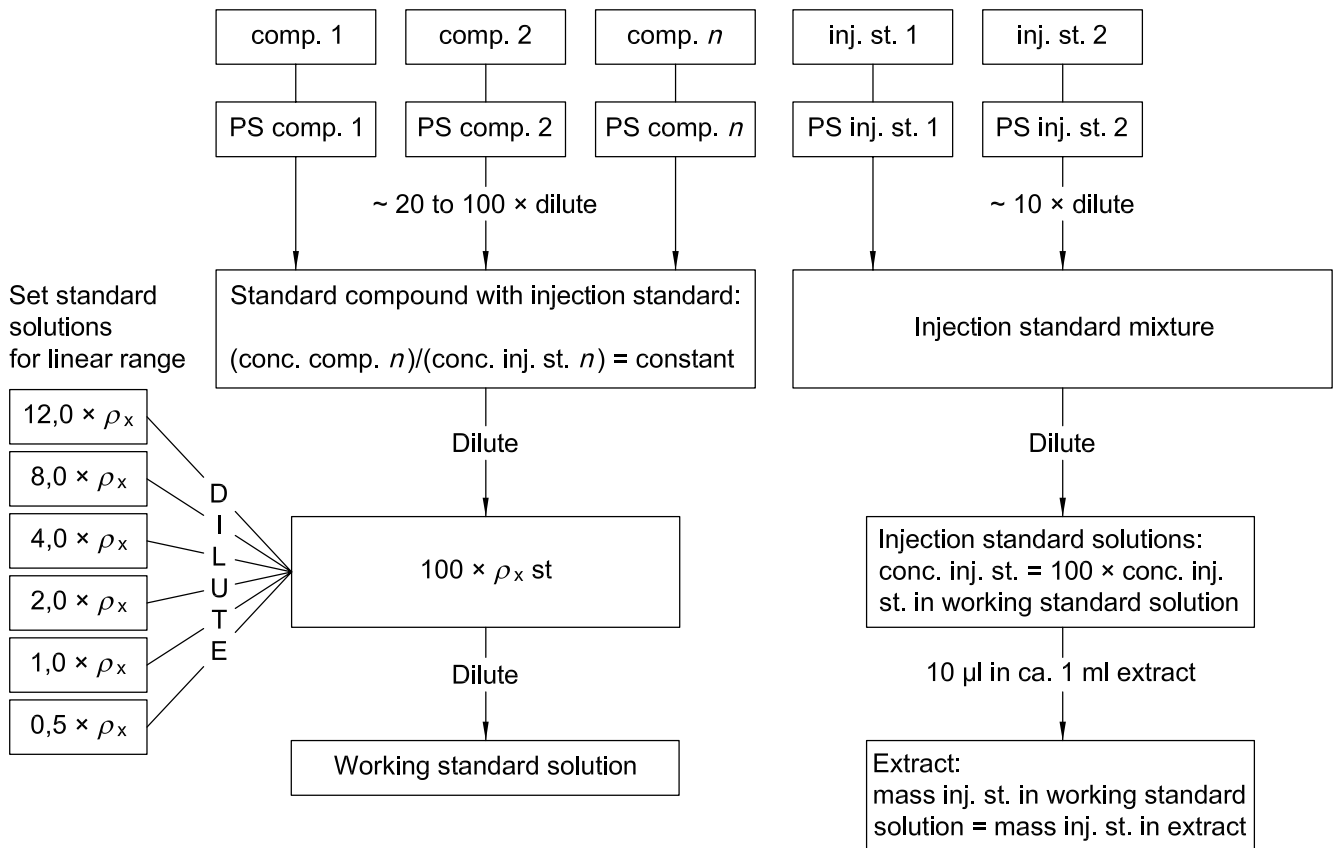 comp. 1
comp. 2
comp. n
inj. st. 1
inj. st. 2
PS comp. 1
PS comp. 2
PS comp. n
PS inj. st. 1
PS inj. st. 2
~ 20 to 100 × dilute
~ 10 × dilute
Set standard
solutions
for linear range
Standard compound with injection standard:
(conc. comp. n)/(conc. inj. st. n) = constant
Injection standard mixture
12,0 × ρx
8,0 × ρx
4,0 × ρx
2,0 × ρx
1,0 × ρx
0,5 × ρx
D
I
L
U
T
E
Dilute
Dilute
100 × ρx st
Injection standard solutions:
conc. inj. st. = 100 × conc. inj.
st. in working standard solution
Dilute
10 µl in ca. 1 ml extract
Working standard solution
Extract:
mass inj. st. in working standard
solution = mass inj. st. in extract